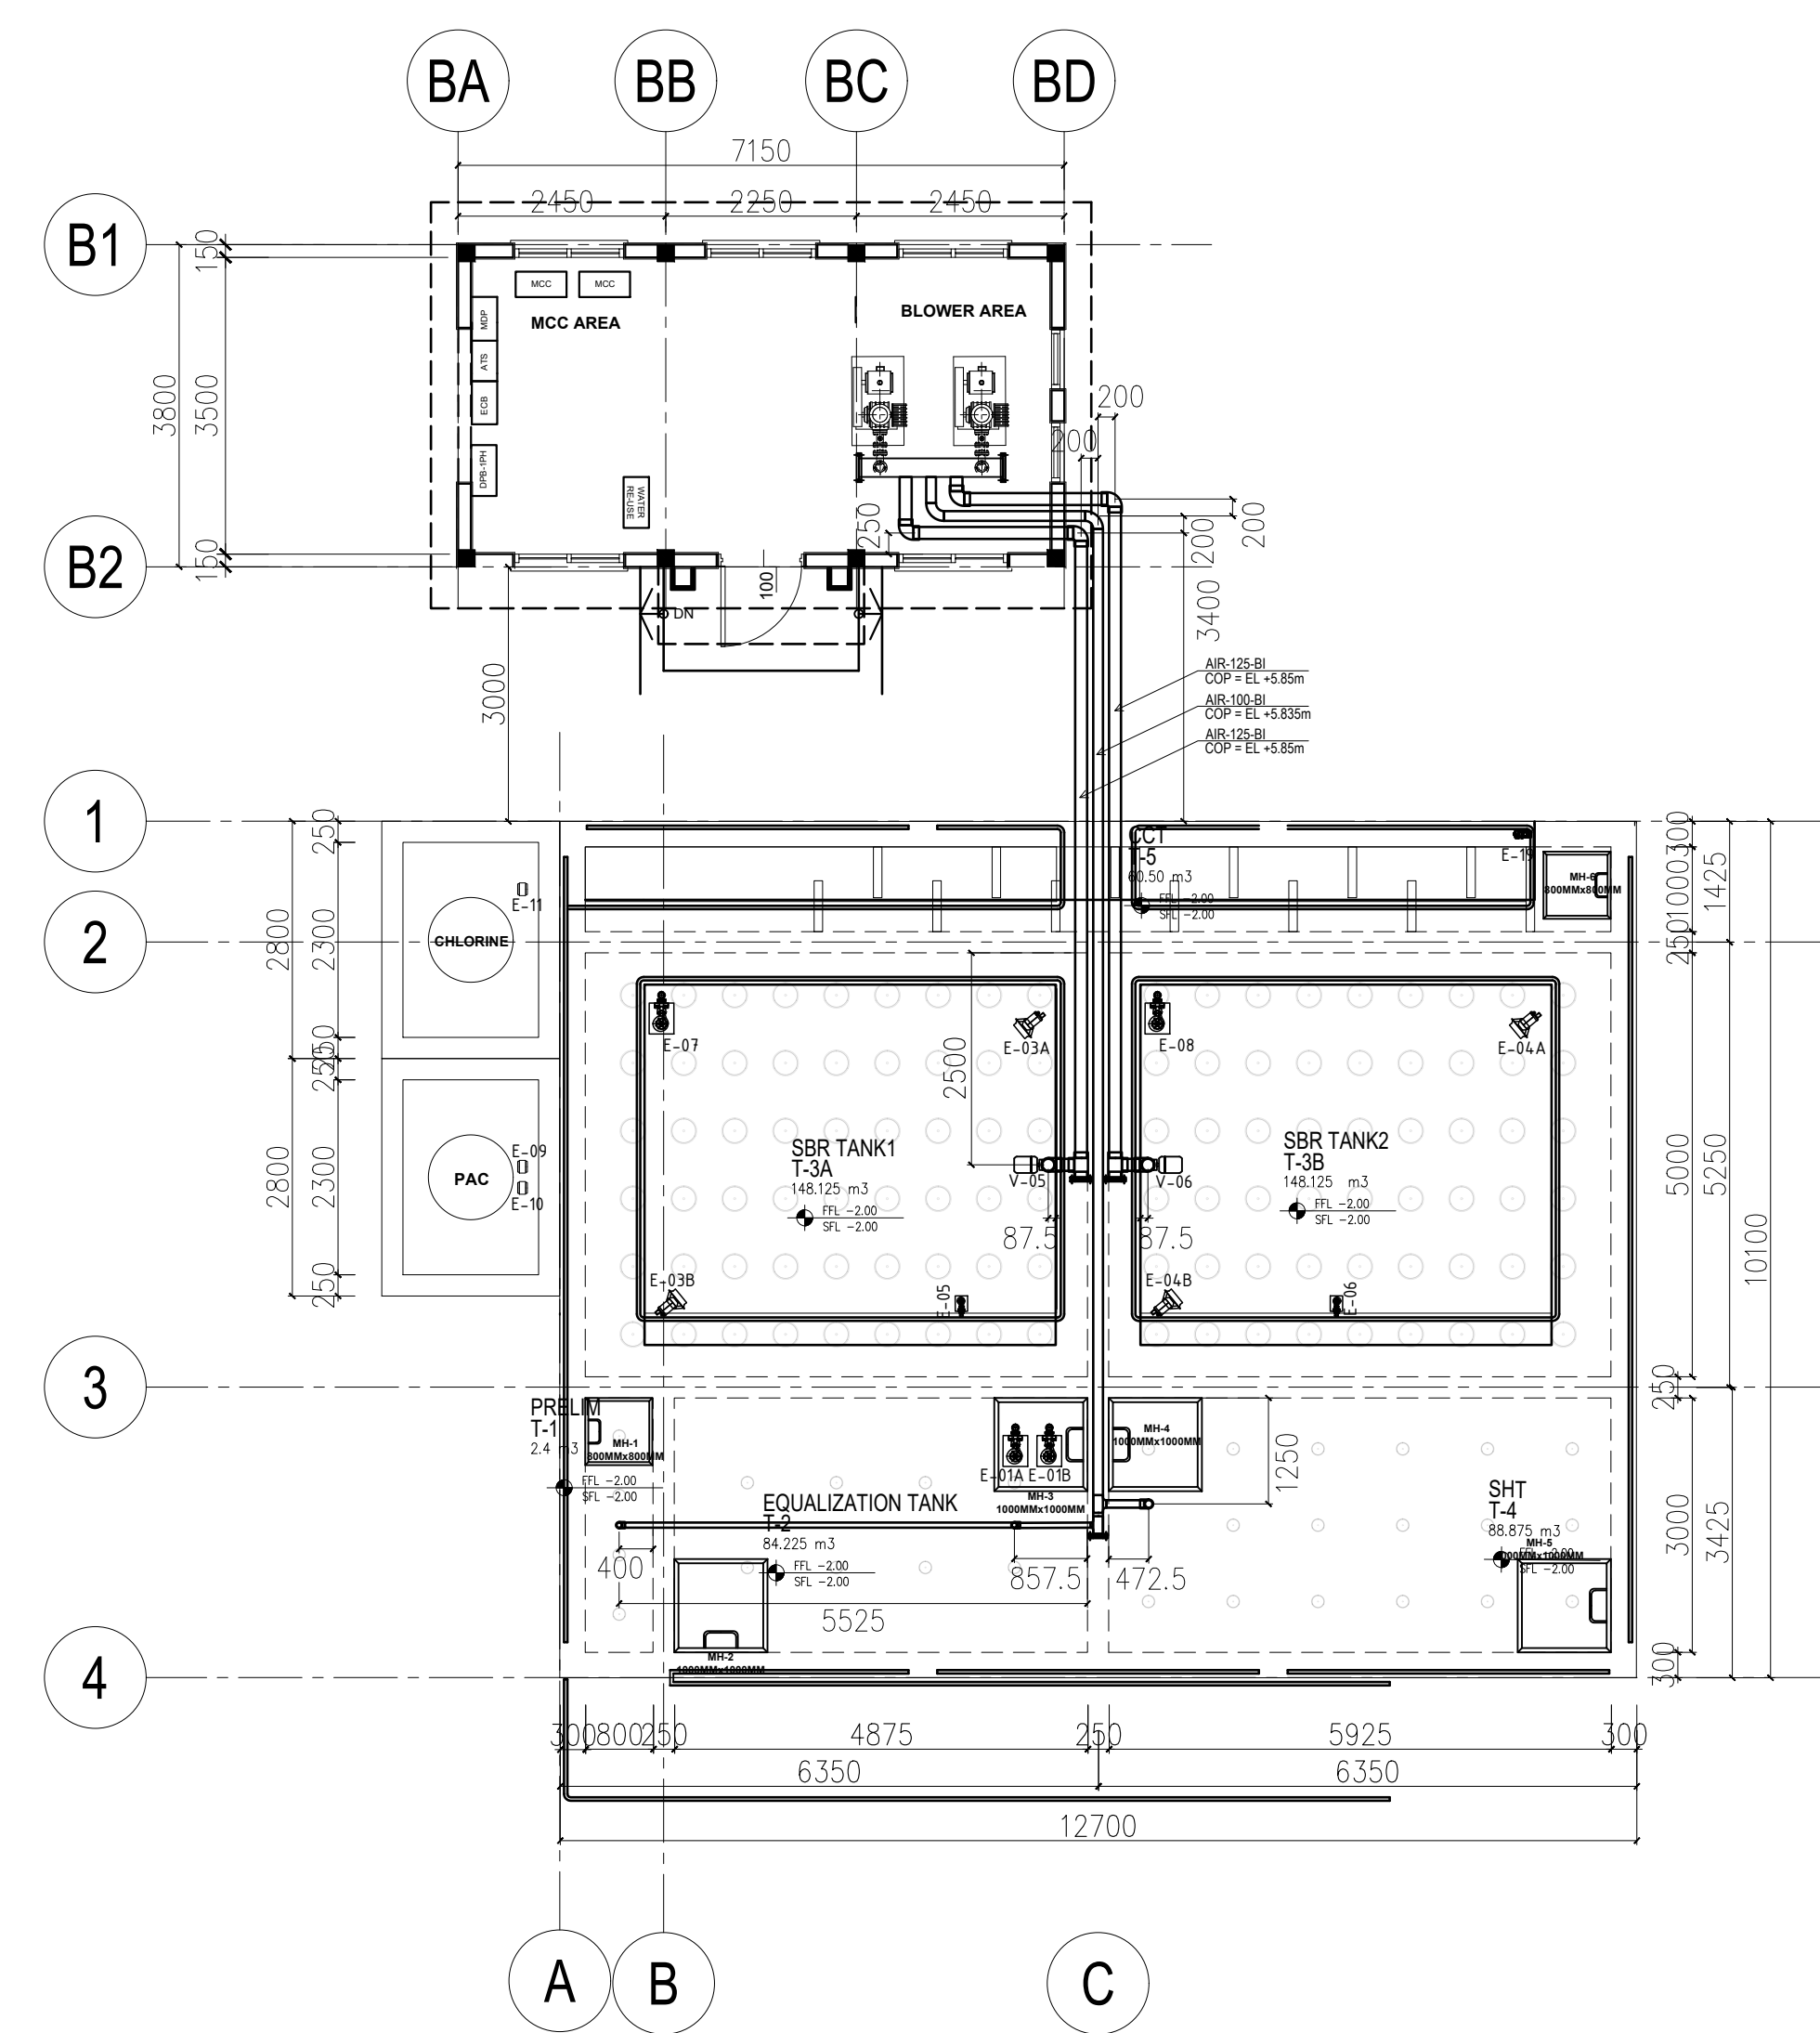 BA
BB
BC
BD
7150
2450
2250
2450
B1
150
MCC
MCC
MCC AREA
BLOWER AREA
MDP
ATS
ECB
DPB-1PH
3800
3500
WATER
RE-USE
200
200
250
200
200
B2
150
100
DN
3400
3000
AIR-125-BI
COP = EL +5.85m
AIR-100-BI
COP = EL +5.835m
AIR-125-BI
COP = EL +5.85m
1
250
CCT
T-5
60.50 m3
FFL -2.00
SFL -2.00
E-19
MH-6
800MMx800MM
300
1000
250
1425
E-11
CHLORINE
2800
2300
250
2
E-07
E-03A
E-08
E-04A
2500
250
SBR TANK1
T-3A
148.125 m3
FFL -2.00
SFL -2.00
SBR TANK2
T-3B
148.125 m3
FFL -2.00
SFL -2.00
V-05
V-06
87.5
87.5
E-09
PAC
E-10
2800
2300
250
5000
5250
10100
E-03B
E-05
E-04B
E-06
3
250
PRELIM
T-1
2.4 m3
MH-1
800MMx800MM
FFL -2.00
SFL -2.00
E-01A
E-01B
MH-3
1000MMx1000MM
MH-4
1000MMx1000MM
1250
EQUALIZATION TANK
T-2
84.225 m3
FFL -2.00
SFL -2.00
SHT
T-4
88.875 m3
MH-5
FFL -2.00
SFL -2.00
3000
3425
400
857.5
472.5
5525
MH-2
1000MMx1000MM
300
4
300
800
250
4875
250
5925
300
6350
6350
12700
A
B
C